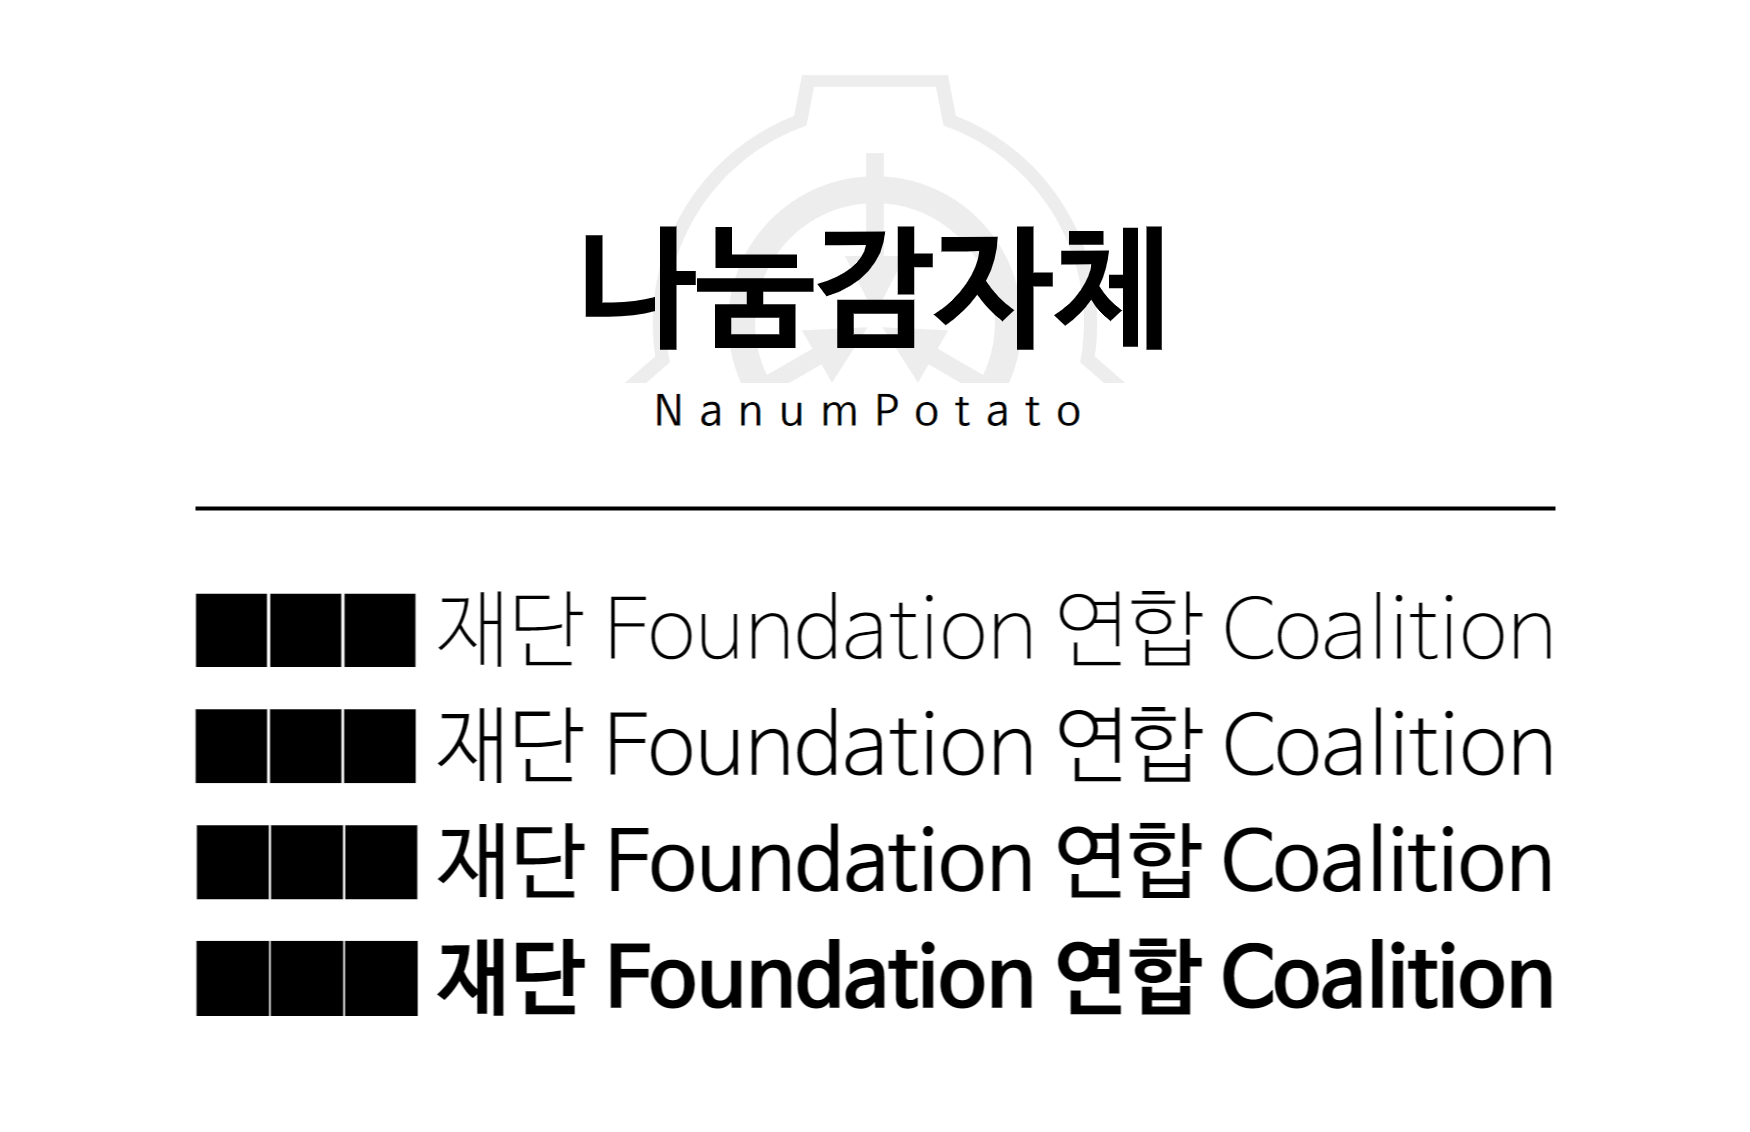 나눔감자체
NanumPotato
■■■ 재단 Foundation 연합 Coalition
■■■ 재단 Foundation 연합 Coalition
■■■ 재단 Foundation 연합 Coalition
■■■ 재단 Foundation 연합 Coalition